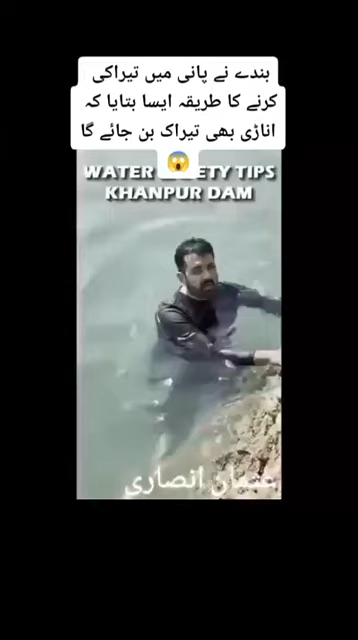 بندے نے پانی میں تیراکی
کرنے کا طریقہ ایسا بتایا کہ
اناڑی بھی تیراک بن جائے گا
😱
WATER ETY TIPS
KHANPUR DAM
عثمان انصاری